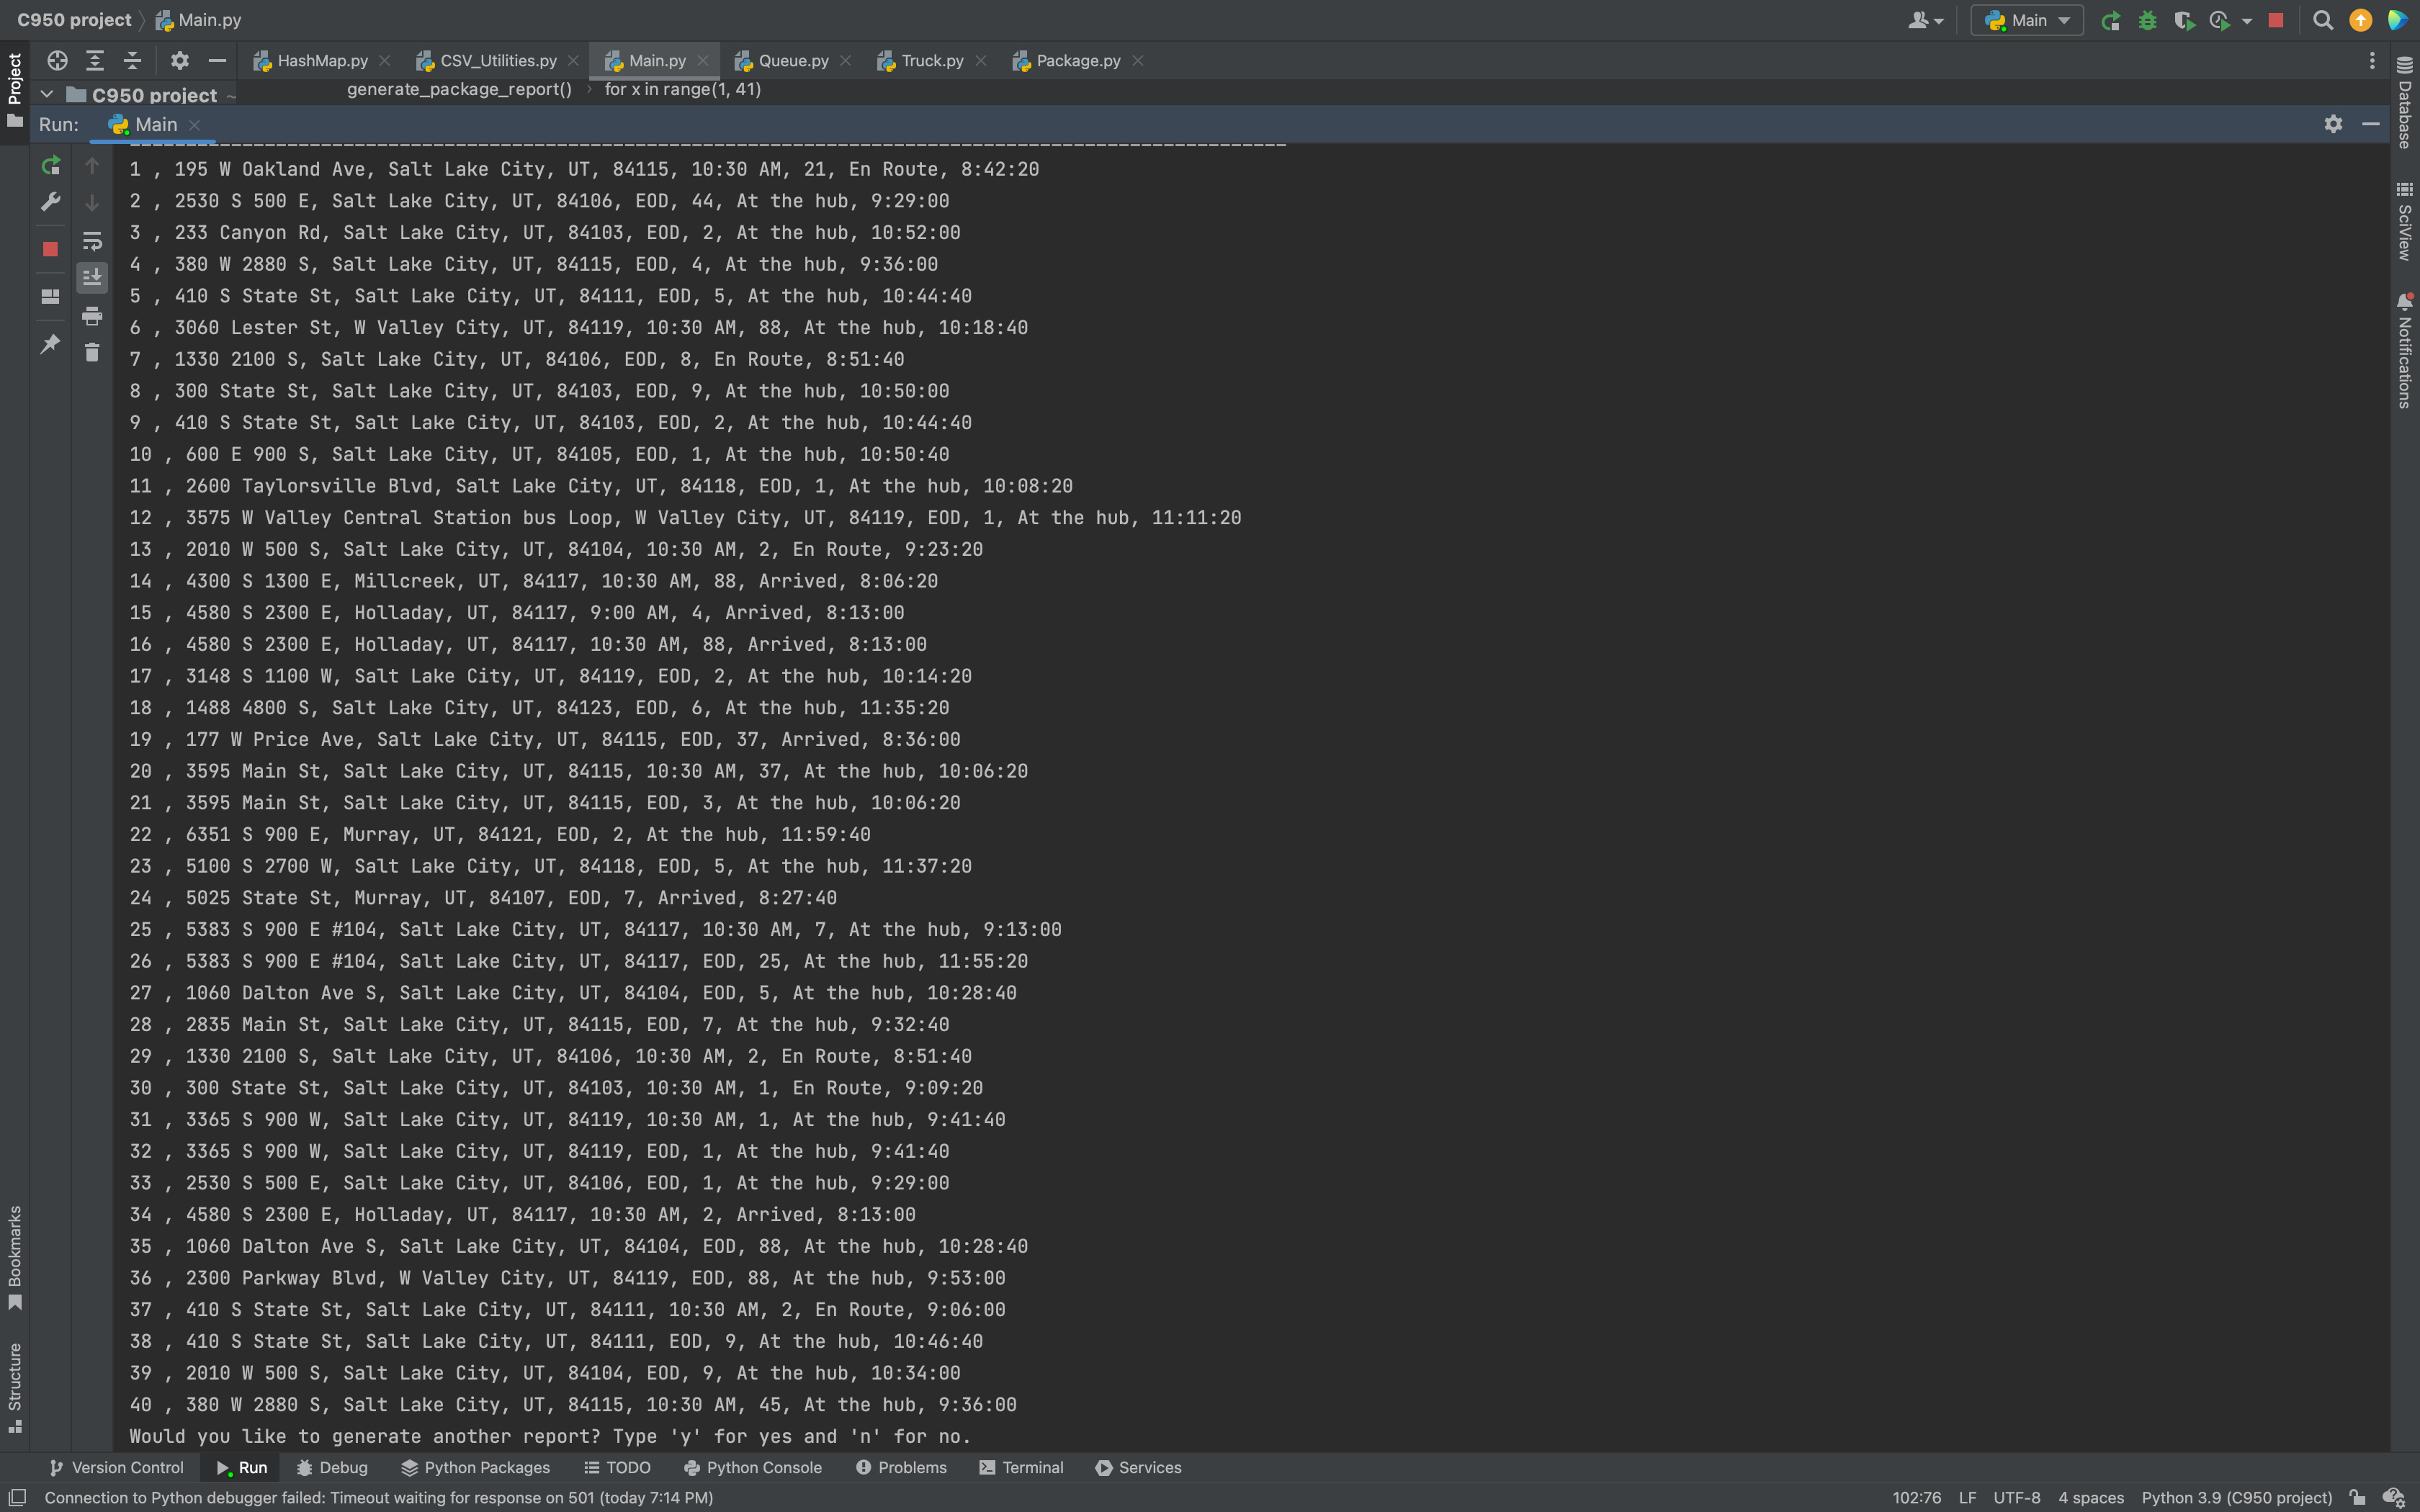 C950 project Main.py
Main
HashMap.py CSV_Utilities.py Main.py Queue.py Truck.py Package.py
Project
C950 project ~
generate_package_report() for x in range(1, 41)
Run: Main
1 , 195 W Oakland Ave, Salt Lake City, UT, 84115, 10:30 AM, 21, En Route, 8:42:20
2 , 2530 S 500 E, Salt Lake City, UT, 84106, EOD, 44, At the hub, 9:29:00
3 , 233 Canyon Rd, Salt Lake City, UT, 84103, EOD, 2, At the hub, 10:52:00
4 , 380 W 2880 S, Salt Lake City, UT, 84115, EOD, 4, At the hub, 9:36:00
5 , 410 S State St, Salt Lake City, UT, 84111, EOD, 5, At the hub, 10:44:40
6 , 3060 Lester St, W Valley City, UT, 84119, 10:30 AM, 88, At the hub, 10:18:40
7 , 1330 2100 S, Salt Lake City, UT, 84106, EOD, 8, En Route, 8:51:40
8 , 300 State St, Salt Lake City, UT, 84103, EOD, 9, At the hub, 10:50:00
9 , 410 S State St, Salt Lake City, UT, 84103, EOD, 2, At the hub, 10:44:40
10 , 600 E 900 S, Salt Lake City, UT, 84105, EOD, 1, At the hub, 10:50:40
11 , 2600 Taylorsville Blvd, Salt Lake City, UT, 84118, EOD, 1, At the hub, 10:08:20
12 , 3575 W Valley Central Station bus Loop, W Valley City, UT, 84119, EOD, 1, At the hub, 11:11:20
13 , 2010 W 500 S, Salt Lake City, UT, 84104, 10:30 AM, 2, En Route, 9:23:20
14 , 4300 S 1300 E, Millcreek, UT, 84117, 10:30 AM, 88, Arrived, 8:06:20
15 , 4580 S 2300 E, Holladay, UT, 84117, 9:00 AM, 4, Arrived, 8:13:00
16 , 4580 S 2300 E, Holladay, UT, 84117, 10:30 AM, 88, Arrived, 8:13:00
17 , 3148 S 1100 W, Salt Lake City, UT, 84119, EOD, 2, At the hub, 10:14:20
18 , 1488 4800 S, Salt Lake City, UT, 84123, EOD, 6, At the hub, 11:35:20
19 , 177 W Price Ave, Salt Lake City, UT, 84115, EOD, 37, Arrived, 8:36:00
20 , 3595 Main St, Salt Lake City, UT, 84115, 10:30 AM, 37, At the hub, 10:06:20
21 , 3595 Main St, Salt Lake City, UT, 84115, EOD, 3, At the hub, 10:06:20
22 , 6351 S 900 E, Murray, UT, 84121, EOD, 2, At the hub, 11:59:40
23 , 5100 S 2700 W, Salt Lake City, UT, 84118, EOD, 5, At the hub, 11:37:20
24 , 5025 State St, Murray, UT, 84107, EOD, 7, Arrived, 8:27:40
25 , 5383 S 900 E #104, Salt Lake City, UT, 84117, 10:30 AM, 7, At the hub, 9:13:00
26 , 5383 S 900 E #104, Salt Lake City, UT, 84117, EOD, 25, At the hub, 11:55:20
27 , 1060 Dalton Ave S, Salt Lake City, UT, 84104, EOD, 5, At the hub, 10:28:40
28 , 2835 Main St, Salt Lake City, UT, 84115, EOD, 7, At the hub, 9:32:40
29 , 1330 2100 S, Salt Lake City, UT, 84106, 10:30 AM, 2, En Route, 8:51:40
30 , 300 State St, Salt Lake City, UT, 84103, 10:30 AM, 1, En Route, 9:09:20
31 , 3365 S 900 W, Salt Lake City, UT, 84119, 10:30 AM, 1, At the hub, 9:41:40
32 , 3365 S 900 W, Salt Lake City, UT, 84119, EOD, 1, At the hub, 9:41:40
33 , 2530 S 500 E, Salt Lake City, UT, 84106, EOD, 1, At the hub, 9:29:00
34 , 4580 S 2300 E, Holladay, UT, 84117, 10:30 AM, 2, Arrived, 8:13:00
35 , 1060 Dalton Ave S, Salt Lake City, UT, 84104, EOD, 88, At the hub, 10:28:40
36 , 2300 Parkway Blvd, W Valley City, UT, 84119, EOD, 88, At the hub, 9:53:00
37 , 410 S State St, Salt Lake City, UT, 84111, 10:30 AM, 2, En Route, 9:06:00
38 , 410 S State St, Salt Lake City, UT, 84111, EOD, 9, At the hub, 10:46:40
39 , 2010 W 500 S, Salt Lake City, UT, 84104, EOD, 9, At the hub, 10:34:00
40 , 380 W 2880 S, Salt Lake City, UT, 84115, 10:30 AM, 45, At the hub, 9:36:00
Would you like to generate another report? Type 'y' for yes and 'n' for no.
Database
SciView
Notifications
Bookmarks
Structure
Version Control Run Debug Python Packages TODO Python Console Problems Terminal Services
Connection to Python debugger failed: Timeout waiting for response on 501 (today 7:14 PM) 102:76 LF UTF-8 4 spaces Python 3.9 (C950 project)